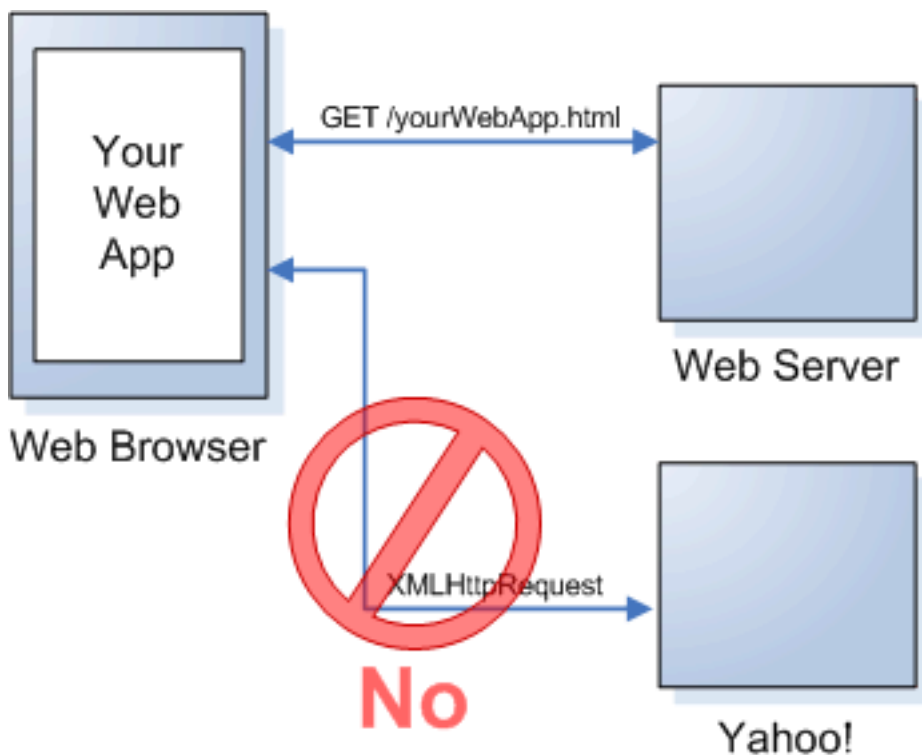 GET /yourWebApp.html
Your
Web
App
Web Server
Web Browser
XMLHttpRequest
No
Yahoo!